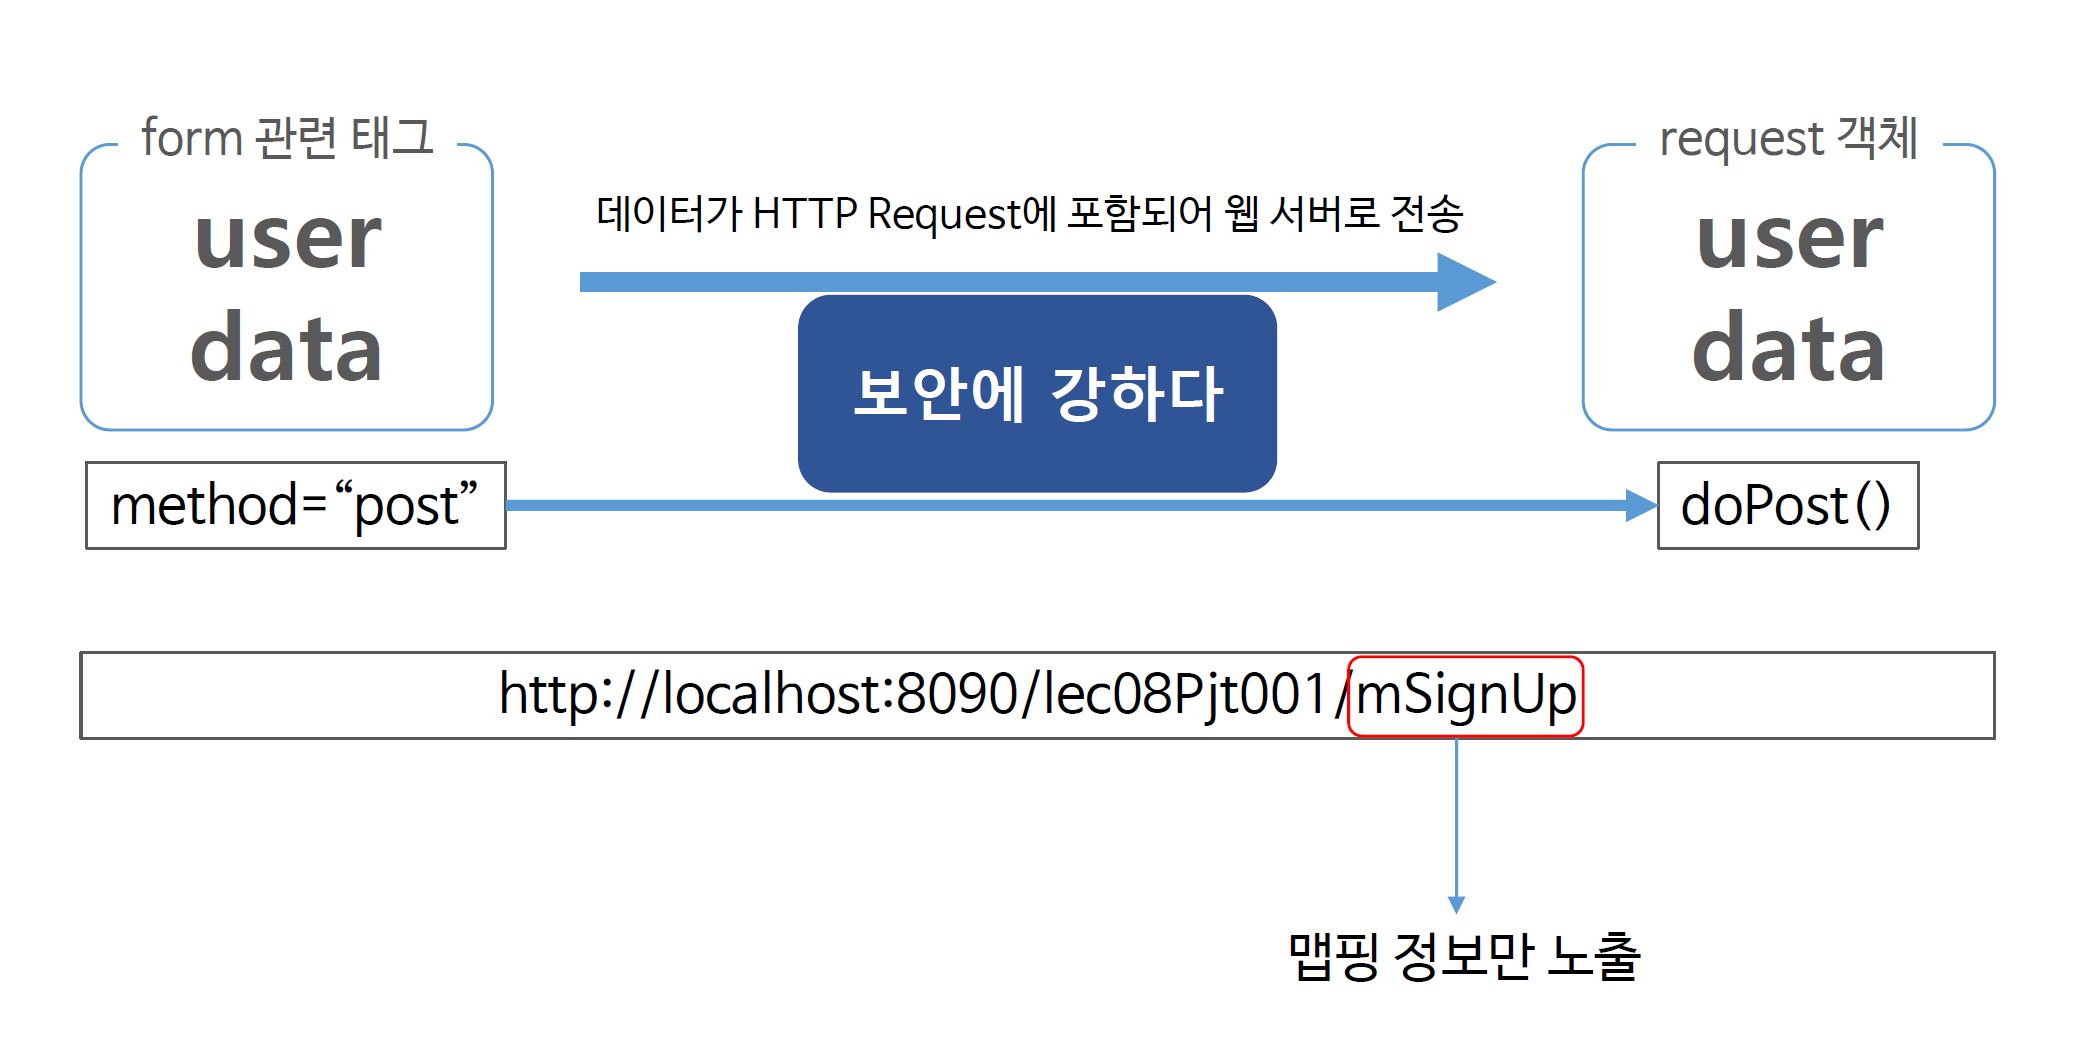 form 관련 태그
user
data
데이터가 HTTP Request에 포함되어 웹 서버로 전송
보안에 강하다
request 객체
user
data
method=“post”
doPost()
http://localhost:8090/lec08Pjt001/mSignUp
맵핑 정보만 노출